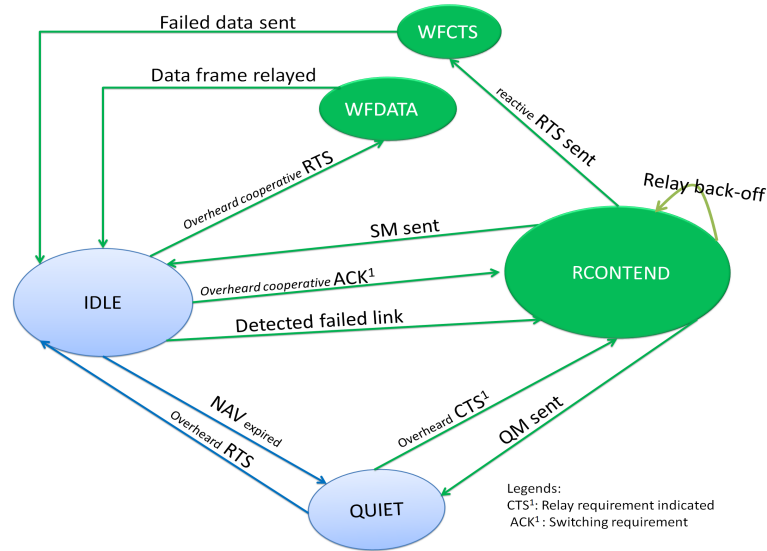 Failed data sent
WFCTS
Data frame relayed
WFDATA
reactive RTS sent
Overheard cooperative RTS
Relay back-off
SM sent
RCONTEND
Overheard cooperative ACK¹
IDLE
Detected failed link
NAV expired
Overheard RTS
Overheard CTS¹
QM sent
QUIET
Legends:
CTS¹: Relay requirement indicated
ACK¹ : Switching requirement